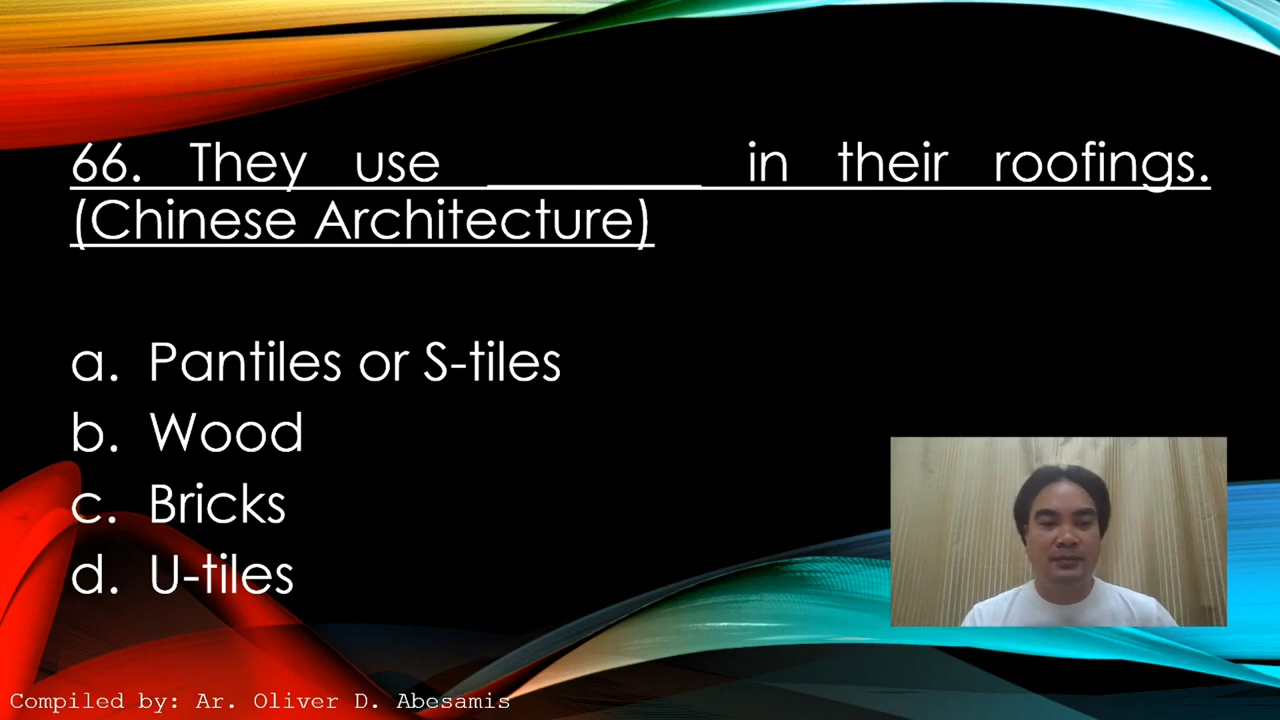 66. They use ________ in their roofings.
(Chinese Architecture)
a. Pantiles or S-tiles
b. Wood
c. Bricks
d. U-tiles
Compiled by: Ar. Oliver D. Abesamis